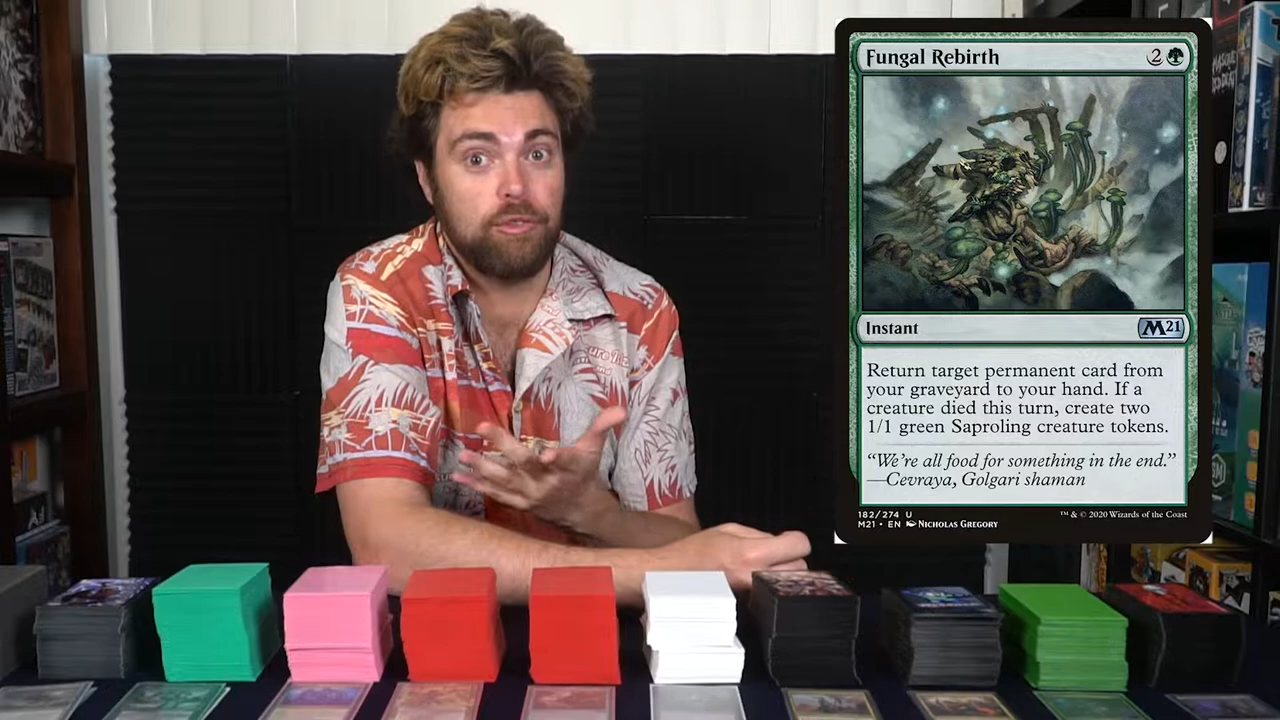 Fungal Rebirth 2
Instant M21
Return target permanent card from
your graveyard to your hand. If a
creature died this turn, create two
1/1 green Saproling creature tokens.
“We’re all food for something in the end.”
—Cevraya, Golgari shaman
182/274 U
M21 • EN Nicholas Gregory
™ & © 2020 Wizards of the Coast